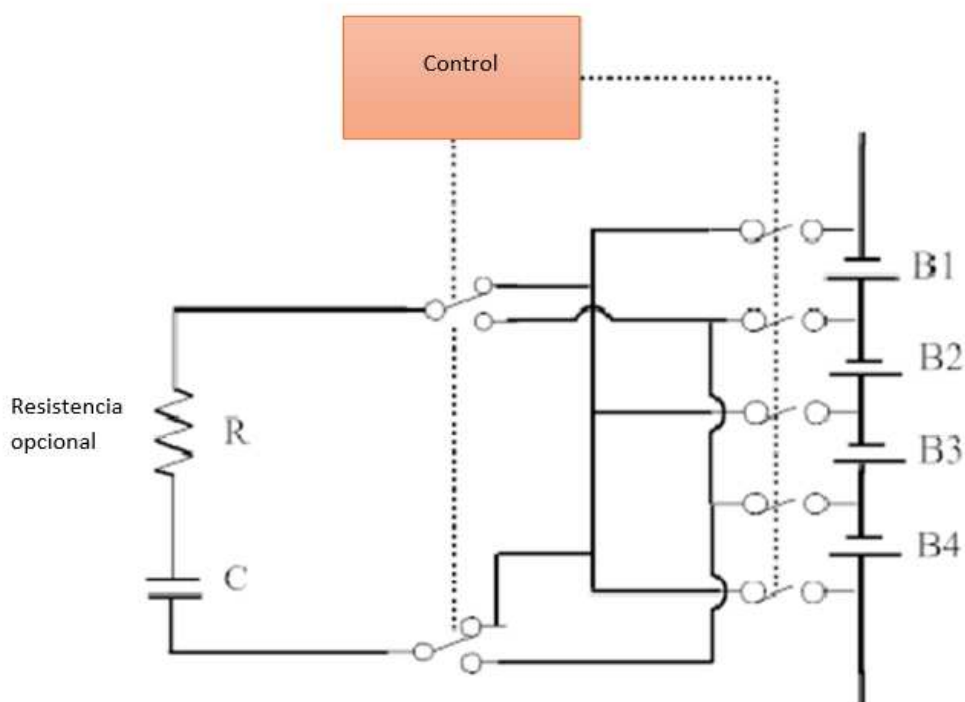 Control
B1
B2
Resistencia
opcional
R
B3
B4
C